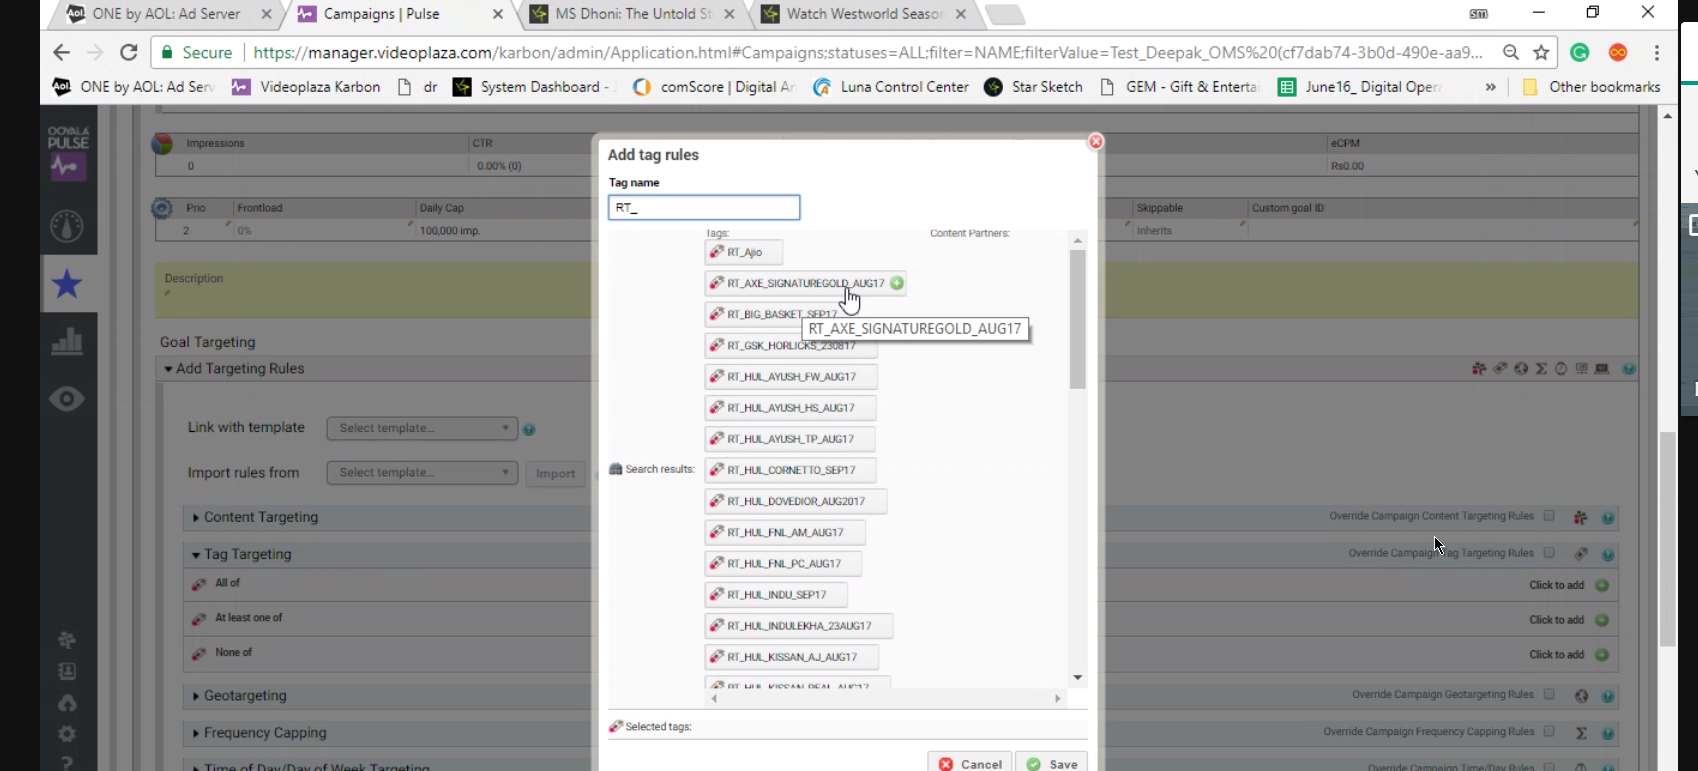 ONE by AOL: Ad Server
Campaigns | Pulse
MS Dhoni: The Untold St
Watch Westworld Season
sm
Secure
https://manager.videoplaza.com/karbon/admin/Application.html#Campaigns;statuses=ALL;filter=NAME;filterValue=Test_Deepak_OMS%20(cf7dab74-3b0d-490e-aa9...
Aol.
ONE by AOL: Ad Serv
Videoplaza Karbon
dr
System Dashboard -
comScore | Digital An
Luna Control Center
Star Sketch
GEM - Gift & Enterta
June16_ Digital Oper
»
Other bookmarks
OOYALA
PULSE
Impressions
CTR
eCPM
0
0.00% (0)
Rs0.00
Prio
Frontload
Daily Cap
Skippable
Custom goal ID
2
0%
100,000 imp.
Inherits
Description
Goal Targeting
Add Targeting Rules
Link with template
Select template...
Import rules from
Select template...
Import
Content Targeting
Override Campaign Content Targeting Rules
Tag Targeting
Override Campaign Tag Targeting Rules
All of
Click to add
At least one of
Click to add
None of
Click to add
Geotargeting
Override Campaign Geotargeting Rules
Frequency Capping
Override Campaign Frequency Capping Rules
Time of Day/Day of Week Targeting
Override Campaign Time/Day Rules
?
Add tag rules
Tag name
RT_
Tags:
Content Partners:
Search results:
RT_Ajio
RT_AXE_SIGNATUREGOLD_AUG17
RT_BIG_BASKET_SEP17
RT_AXE_SIGNATUREGOLD_AUG17
RT_GSK_HORLICKS_230817
RT_HUL_AYUSH_FW_AUG17
RT_HUL_AYUSH_HS_AUG17
RT_HUL_AYUSH_TP_AUG17
RT_HUL_CORNETTO_SEP17
RT_HUL_DOVEDIOR_AUG2017
RT_HUL_FNL_AM_AUG17
RT_HUL_FNL_PC_AUG17
RT_HUL_INDU_SEP17
RT_HUL_INDULEKHA_23AUG17
RT_HUL_KISSAN_AJ_AUG17
RT_HUL_KISSAN_REAL_AUG17
Selected tags:
Cancel
Save